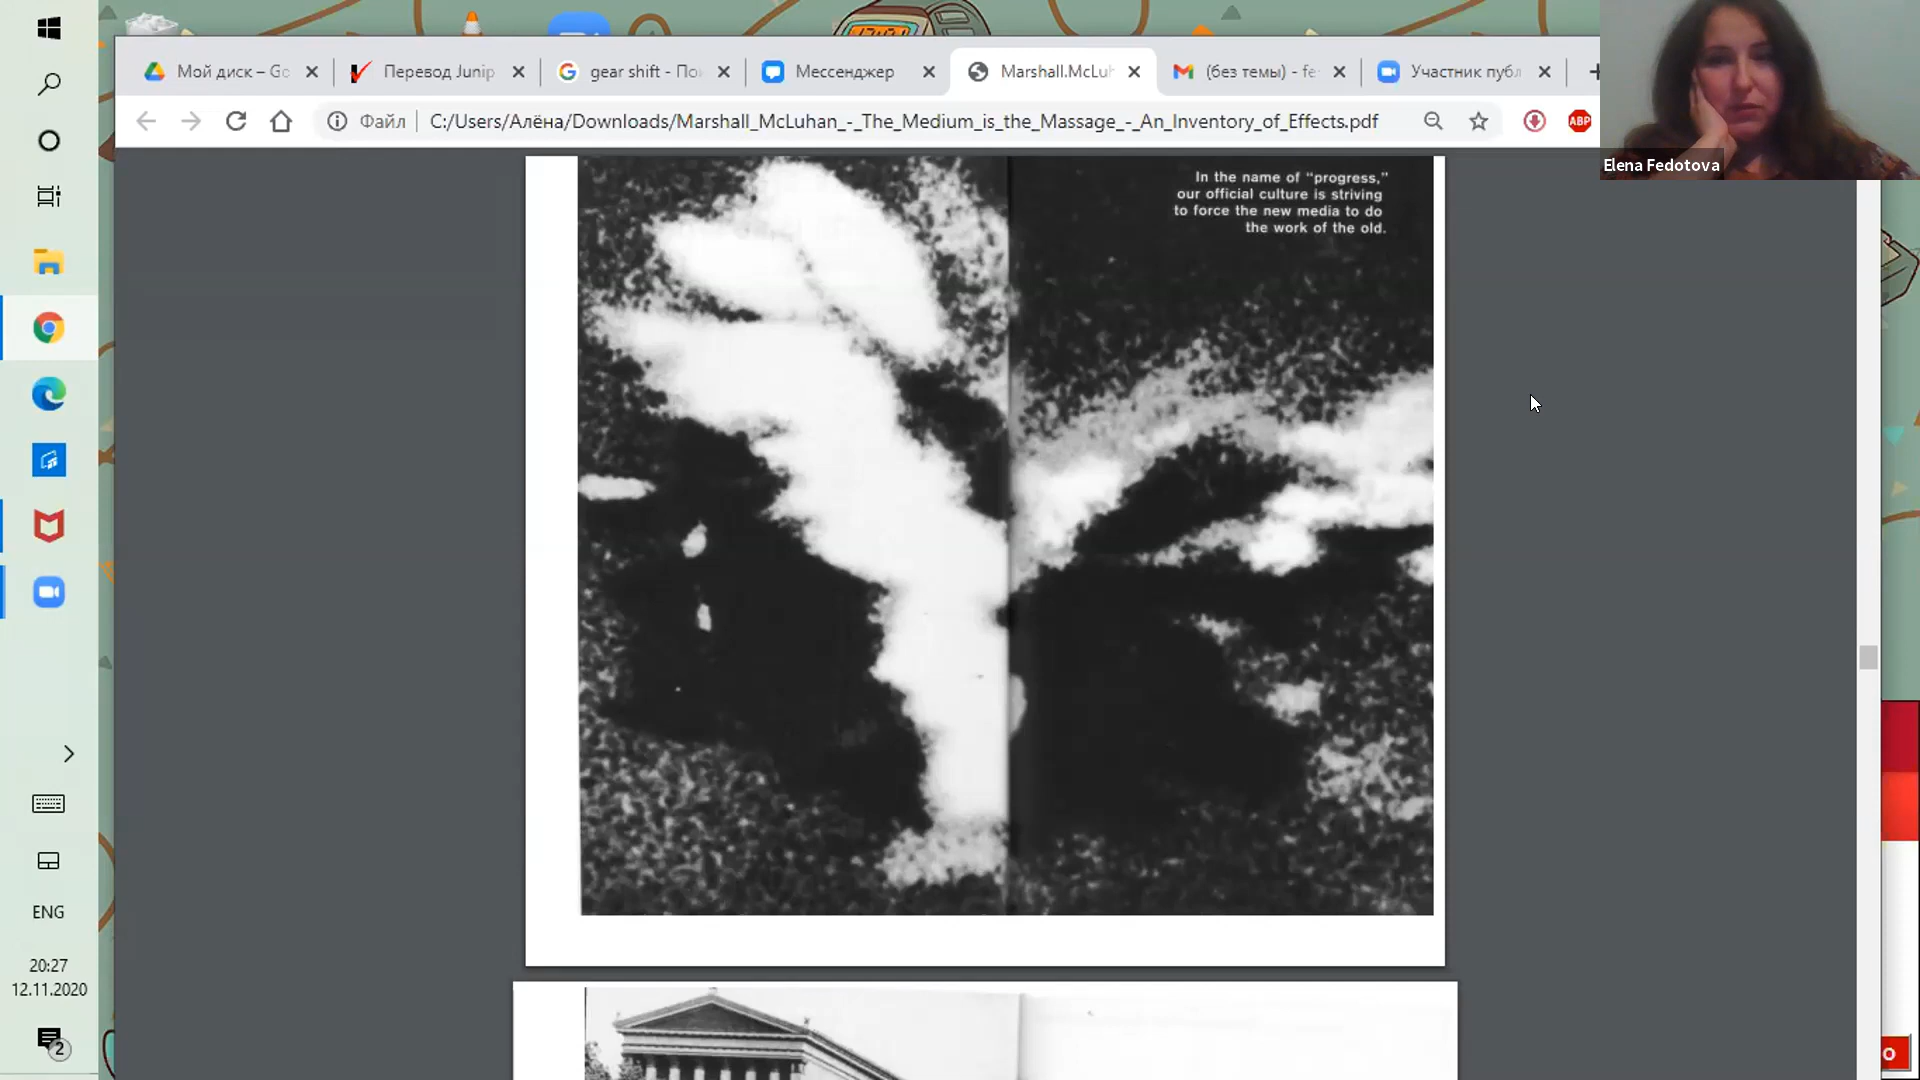 Мой диск – Go
Перевод Junip
gear shift - Пои
Мессенджер
Marshall.McLuh
(без темы) - fe
Участник публ
Файл
C:/Users/Алёна/Downloads/Marshall_McLuhan_-_The_Medium_is_the_Massage_-_An_Inventory_of_Effects.pdf
ABP
Elena Fedotova
In the name of “progress,”
our official culture is striving
to force the new media to do
the work of the old.
ENG
20:27
12.11.2020
2